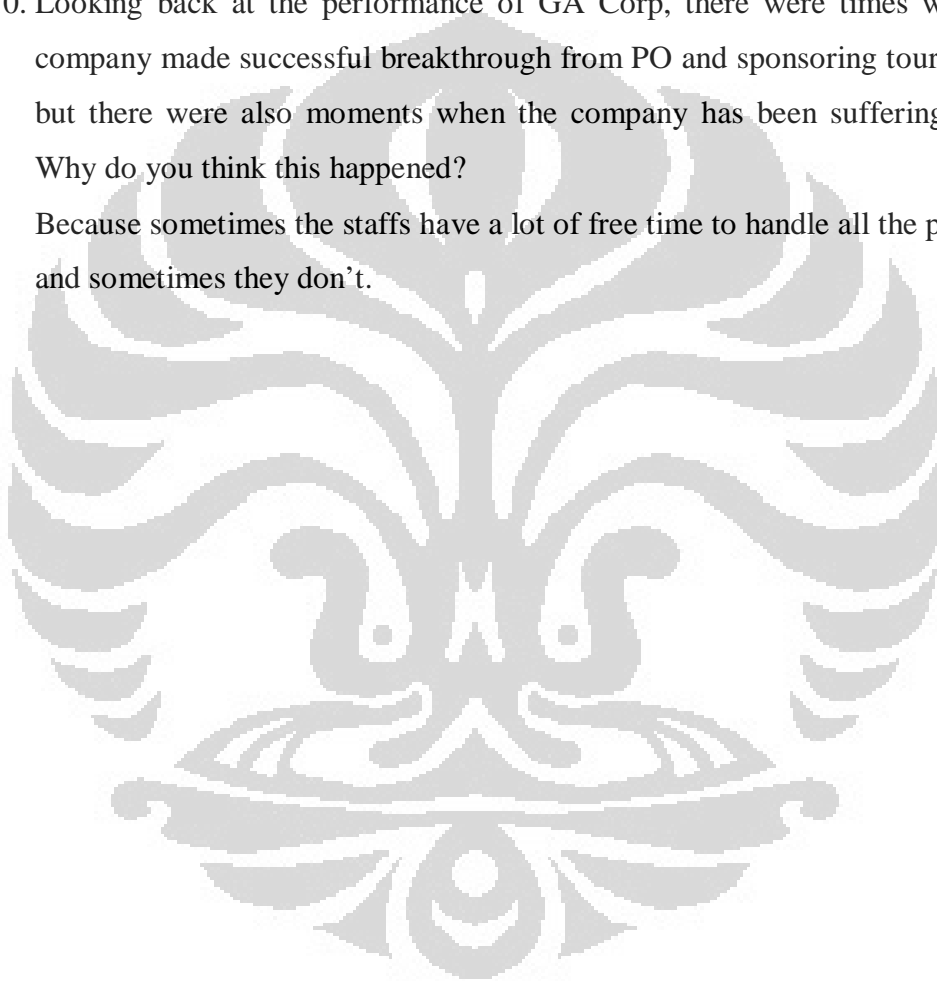 0. Looking back at the performance of GA Corp, there were times w
company made successful breakthrough from PO and sponsoring tour
but there were also moments when the company has been suffering
Why do you think this happened?
Because sometimes the staffs have a lot of free time to handle all the p
and sometimes they don’t.